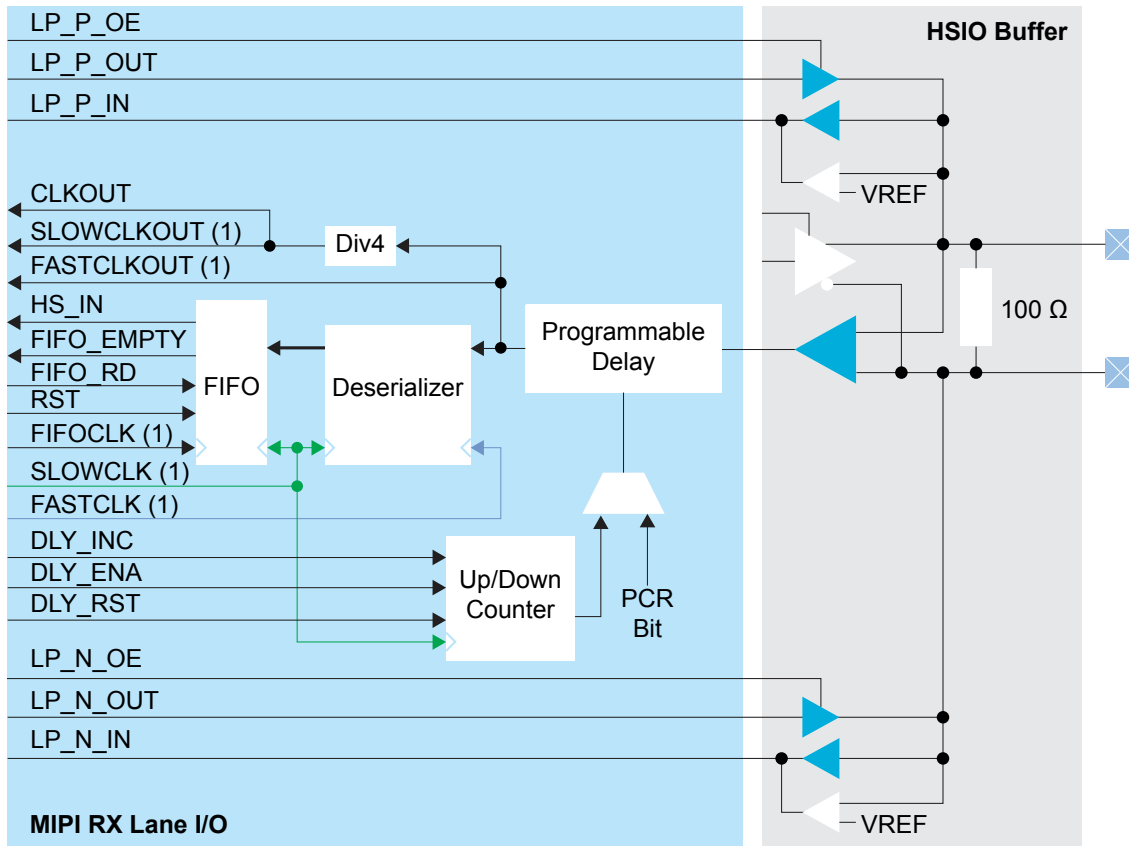 LP_P_OE
HSIO Buffer
LP_P_OUT
LP_P_IN
VREF
CLKOUT
SLOWCLKOUT (1)
Div4
FASTCLKOUT (1)
HS_IN
FIFO_EMPTY
FIFO_RD
RST
FIFOCLK (1)
SLOWCLK (1)
FASTCLK (1)
FIFO
Deserializer
Programmable
Delay
100 Ω
DLY_INC
DLY_ENA
DLY_RST
Up/Down
Counter
PCR
Bit
LP_N_OE
LP_N_OUT
LP_N_IN
VREF
MIPI RX Lane I/O